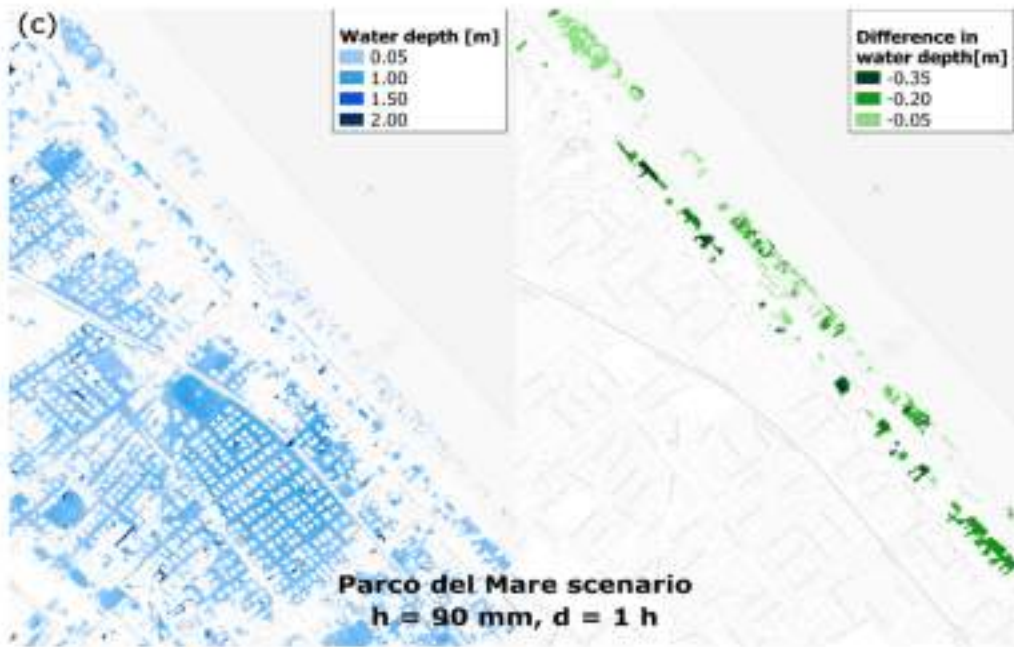 (c)
Water depth [m]
0.05
1.00
1.50
2.00
Difference in
water depth[m]
-0.35
-0.20
-0.05
Parco del Mare scenario
h = 90 mm, d = 1 h